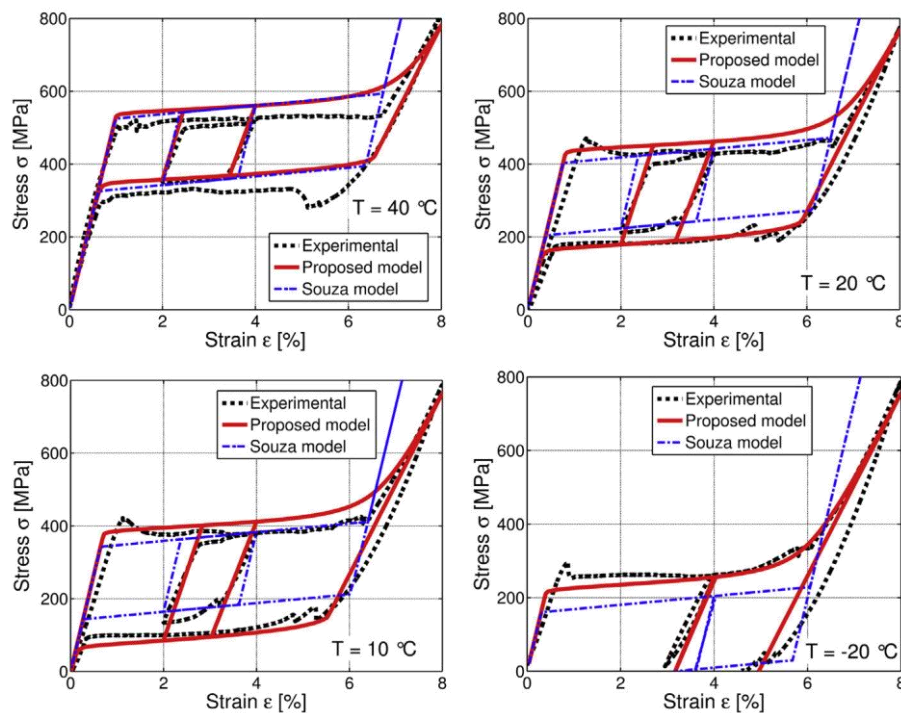 800
600
400
200
0
Stress σ [MPa]
0 2 4 6 8
Strain ε [%]
T = 40 °C
Experimental
Proposed model
Souza model
800
600
400
200
0
Stress σ [MPa]
0 2 4 6 8
Strain ε [%]
Experimental
Proposed model
Souza model
T = 20 °C
800
600
400
200
0
Stress σ [MPa]
0 2 4 6 8
Strain ε [%]
Experimental
Proposed model
Souza model
T = 10 °C
800
600
400
200
0
Stress σ [MPa]
0 2 4 6 8
Strain ε [%]
Experimental
Proposed model
Souza model
T = -20 °C